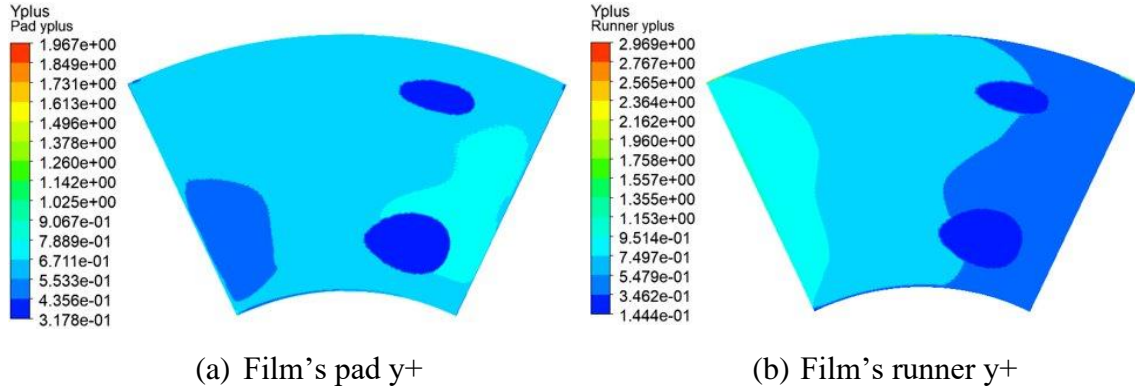 Yplus
Pad yplus
1.967e+00
1.849e+00
1.731e+00
1.613e+00
1.496e+00
1.378e+00
1.260e+00
1.142e+00
1.025e+00
9.067e-01
7.889e-01
6.711e-01
5.533e-01
4.356e-01
3.178e-01
Yplus
Runner yplus
2.969e+00
2.767e+00
2.565e+00
2.364e+00
2.162e+00
1.960e+00
1.758e+00
1.557e+00
1.355e+00
1.153e+00
9.514e-01
7.497e-01
5.479e-01
3.462e-01
1.444e-01
(a) Film's pad y+
(b) Film's runner y+